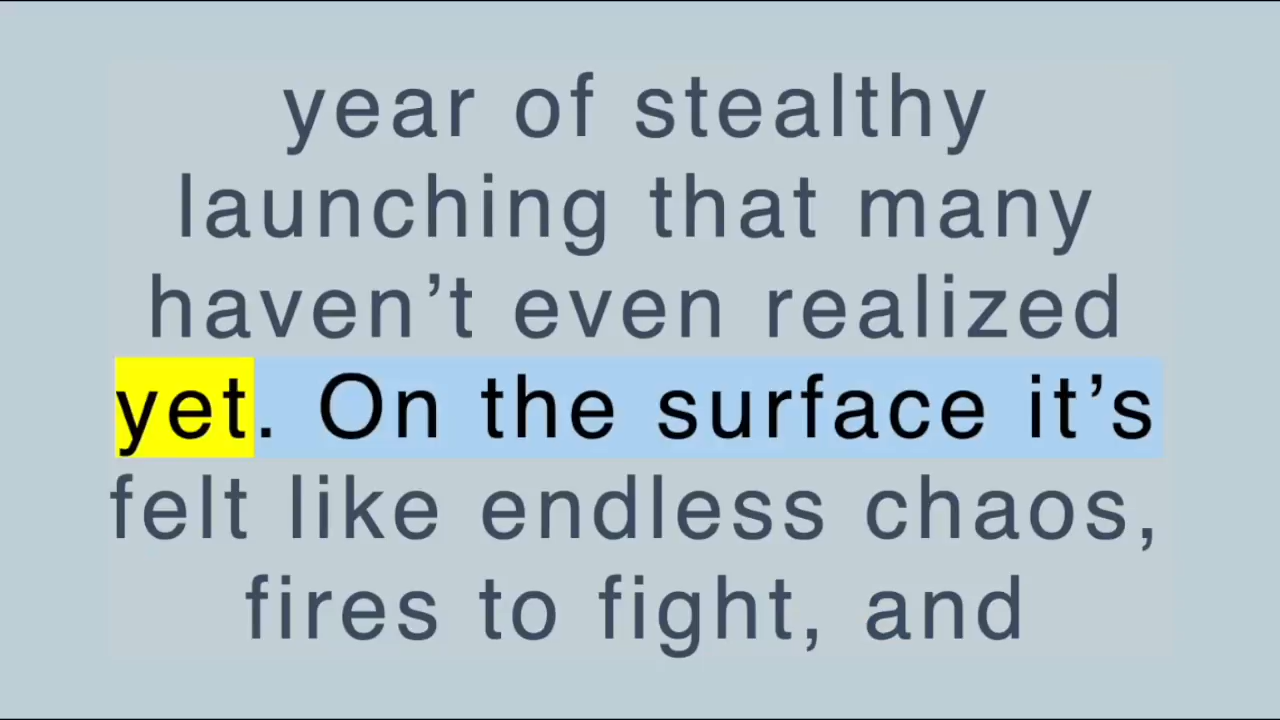 year of stealthy
launching that many
haven’t even realized
yet. On the surface it’s
felt like endless chaos,
fires to fight, and